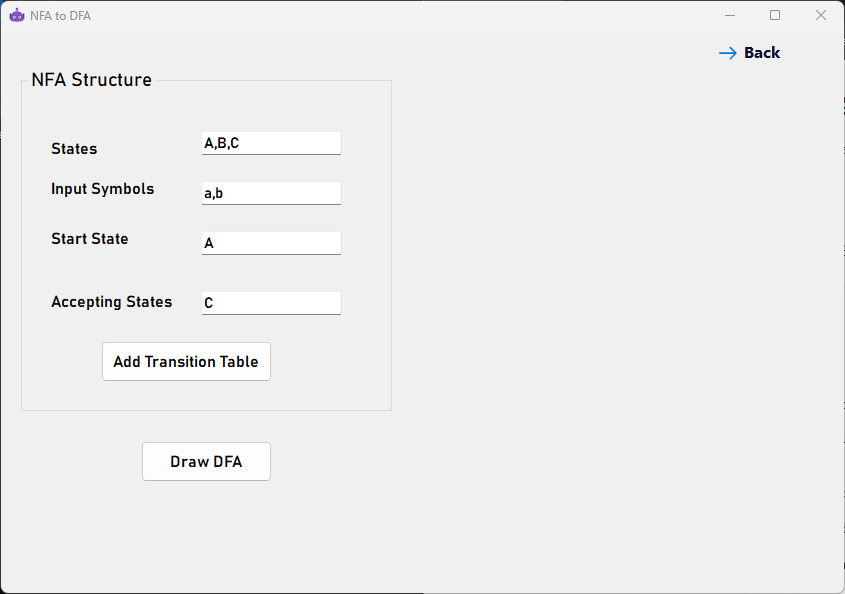 NFA to DFA
Back
NFA Structure
States A,B,C
Input Symbols a,b
Start State A
Accepting States C
Add Transition Table
Draw DFA